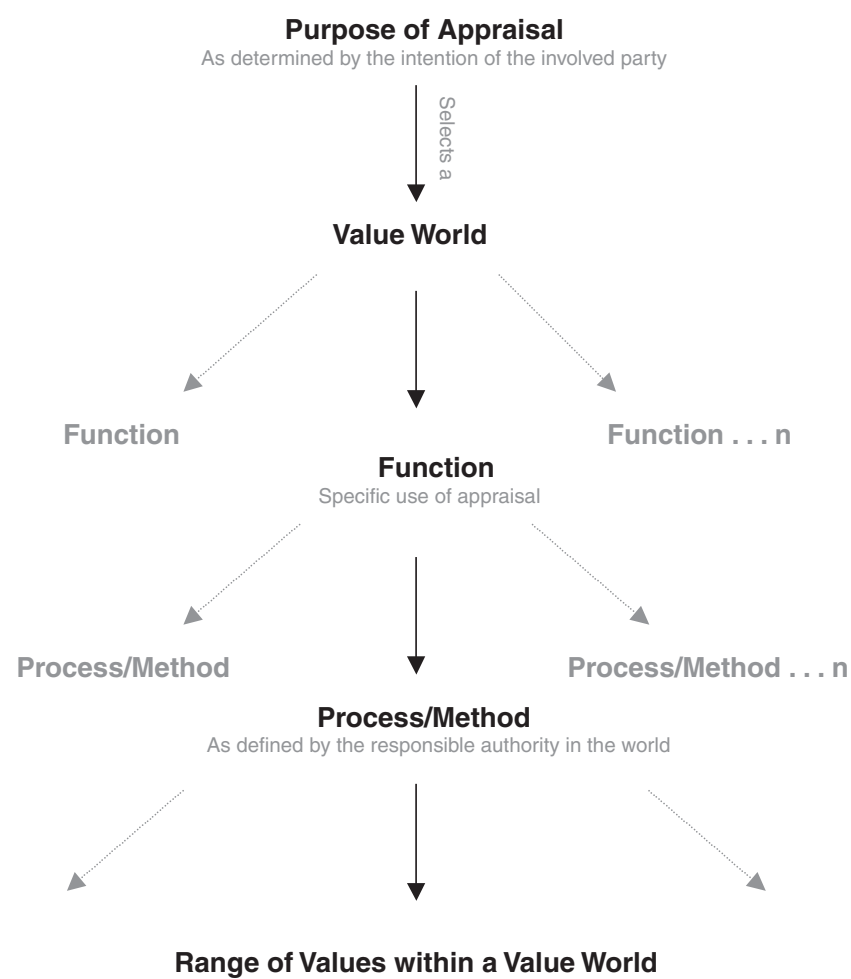 Purpose of Appraisal
As determined by the intention of the involved party
Selects a
Value World
Function
Function . . . n
Function
Specific use of appraisal
Process/Method
Process/Method . . . n
Process/Method
As defined by the responsible authority in the world
Range of Values within a Value World